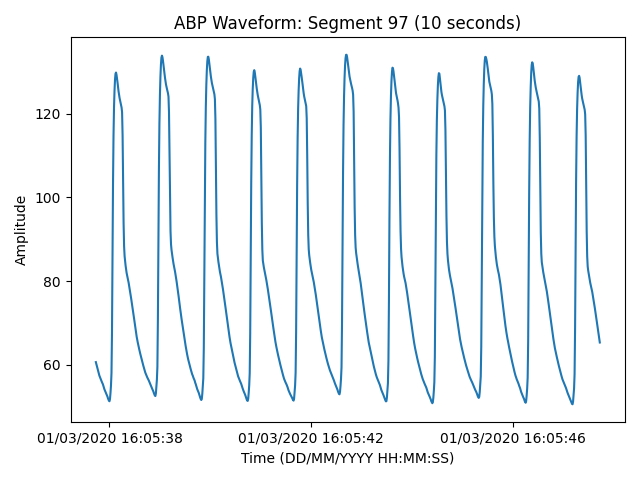 ABP Waveform: Segment 97 (10 seconds)
Amplitude
120
100
80
60
01/03/2020 16:05:38 01/03/2020 16:05:42 01/03/2020 16:05:46
Time (DD/MM/YYYY HH:MM:SS)